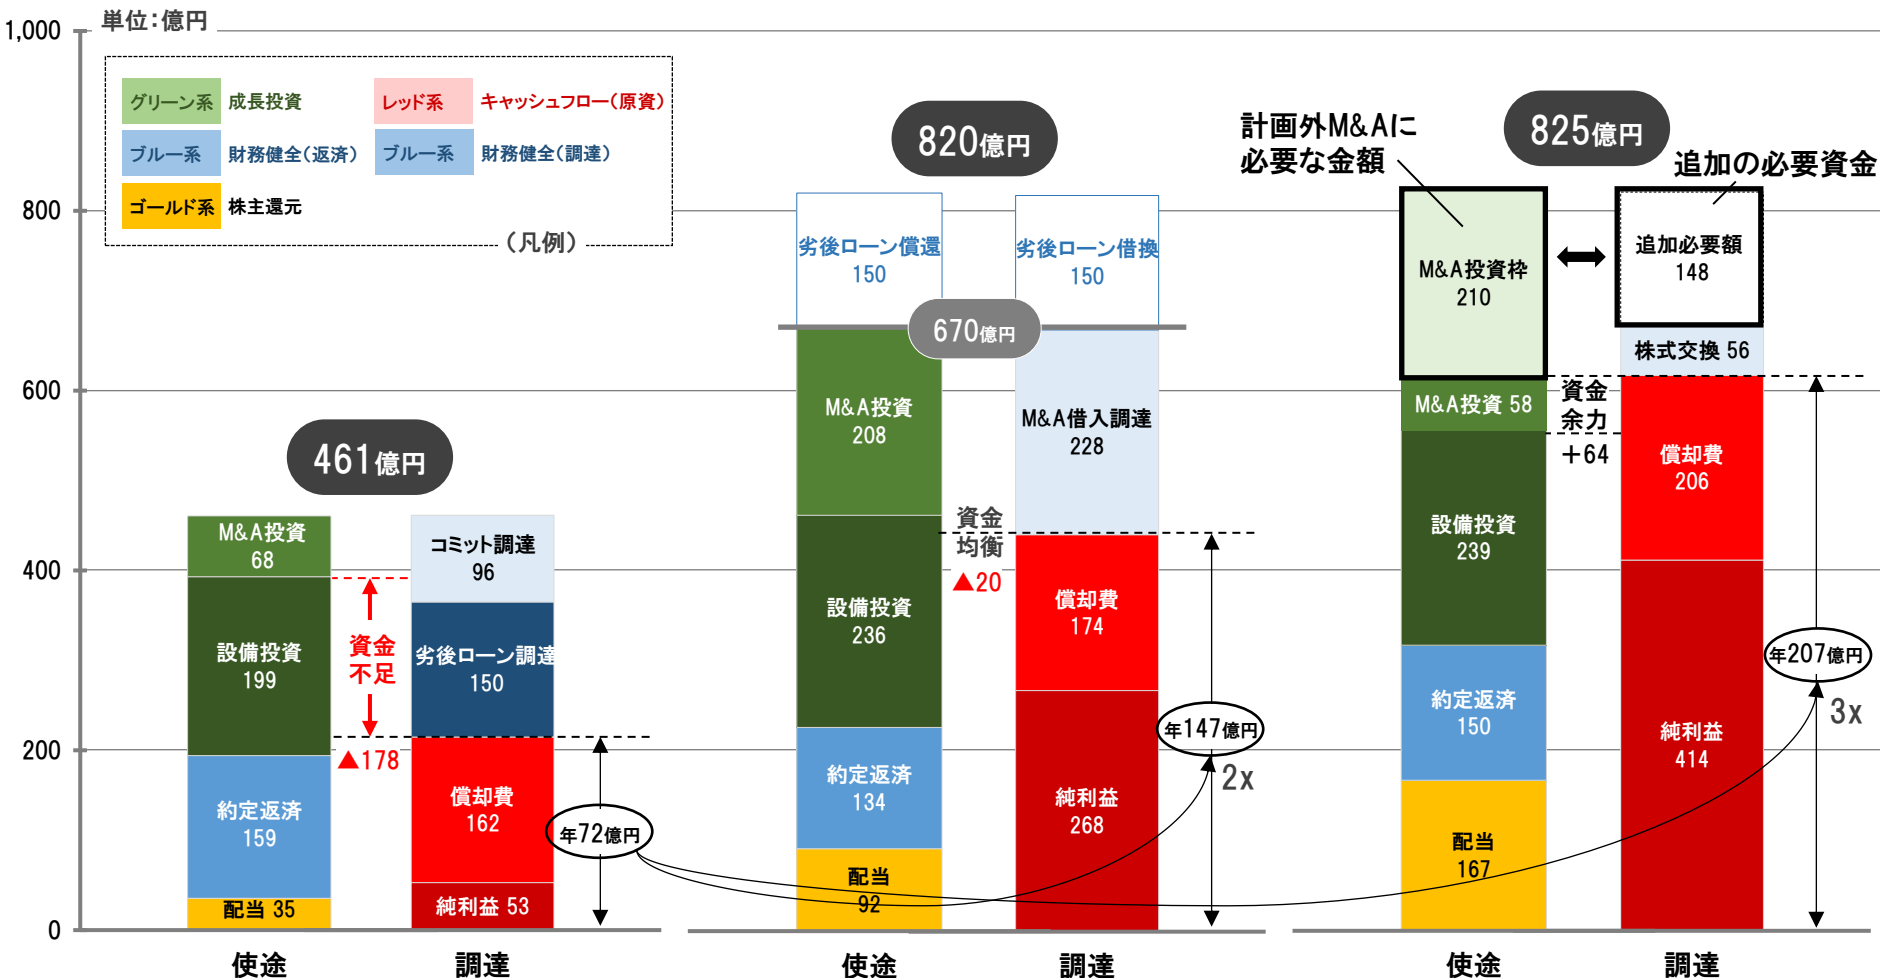 単位：億円
1,000
800
600
400
200
0
グリーン系 成長投資
レッド系 キャッシュフロー（原資）
ブルー系 財務健全（返済）
ブルー系 財務健全（調達）
ゴールド系 株主還元
（凡例）
461億円
M&A投資
68
設備投資
199
約定返済
159
配当 35
使途
資金
不足
▲178
コミット調達
96
劣後ローン調達
150
償却費
162
純利益 53
調達
年72億円
820億円
劣後ローン償還
150
670億円
M&A投資
208
設備投資
236
約定返済
134
配当
92
使途
資金
均衡
▲20
劣後ローン借換
150
M&A借入調達
228
償却費
174
純利益
268
調達
年147億円
2x
825億円
計画外M&Aに
必要な金額
追加の必要資金
M&A投資枠
210
M&A投資 58
設備投資
239
約定返済
150
配当
167
使途
資金
余力
＋64
追加必要額
148
株式交換 56
償却費
206
純利益
414
調達
年207億円
3x